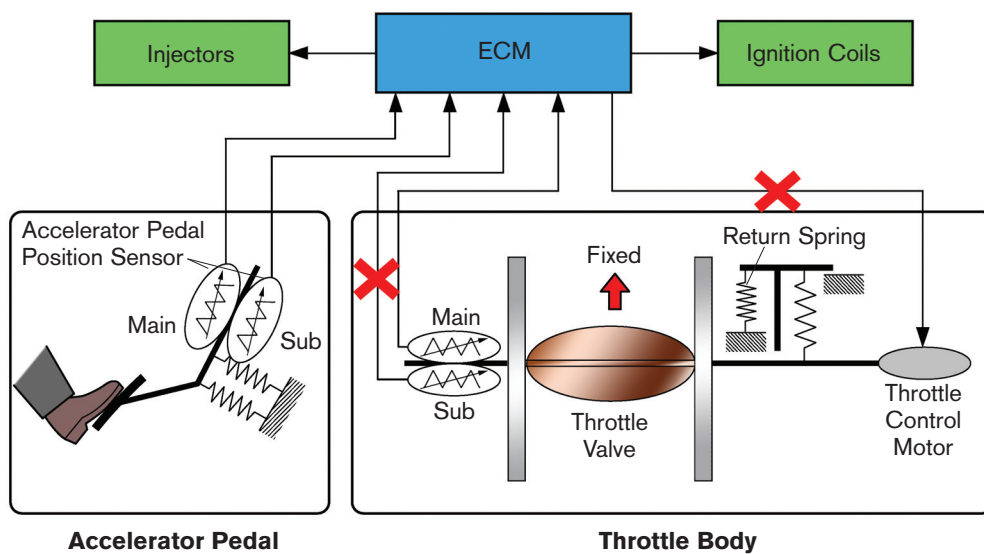 Injectors
ECM
Ignition Coils
Accelerator Pedal
Position Sensor
Main
Sub
Fixed
Return Spring
Main
Sub
Throttle
Valve
Throttle
Control
Motor
Accelerator Pedal
Throttle Body